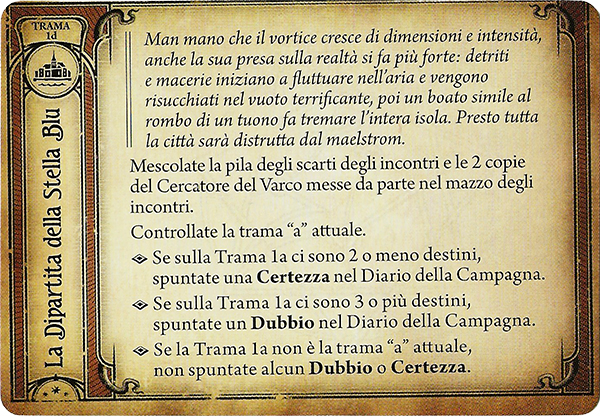 TRAMA
1d
La Dipartita della Stella Blu
Man mano che il vortice cresce di dimensioni e intensità,
anche la sua presa sulla realtà si fa più forte: detriti
e macerie iniziano a fluttuare nell'aria e vengono
risucchiati nel vuoto terrificante, poi un boato simile al
rombo di un tuono fa tremare l'intera isola. Presto tutta
la città sarà distrutta dal maelstrom.
Mescolate la pila degli scarti degli incontri e le 2 copie
del Cercatore del Varco messe da parte nel mazzo degli
incontri.
Controllate la trama “a” attuale.
Se sulla Trama 1a ci sono 2 o meno destini,
spuntate una Certezza nel Diario della Campagna.
Se sulla Trama 1a ci sono 3 o più destini,
spuntate un Dubbio nel Diario della Campagna.
Se la Trama 1a non è la trama “a” attuale,
non spuntate alcun Dubbio o Certezza.